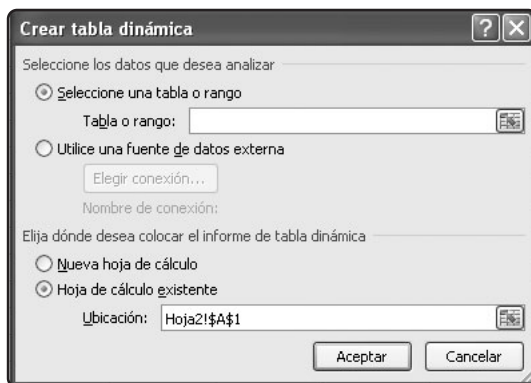 Crear tabla dinámica
Seleccione los datos que desea analizar
Seleccione una tabla o rango
Tabla o rango:
Utilice una fuente de datos externa
Elegir conexión...
Nombre de conexión:
Elija dónde desea colocar el informe de tabla dinámica
Nueva hoja de cálculo
Hoja de cálculo existente
Ubicación: Hoja2!$A$1
Aceptar Cancelar